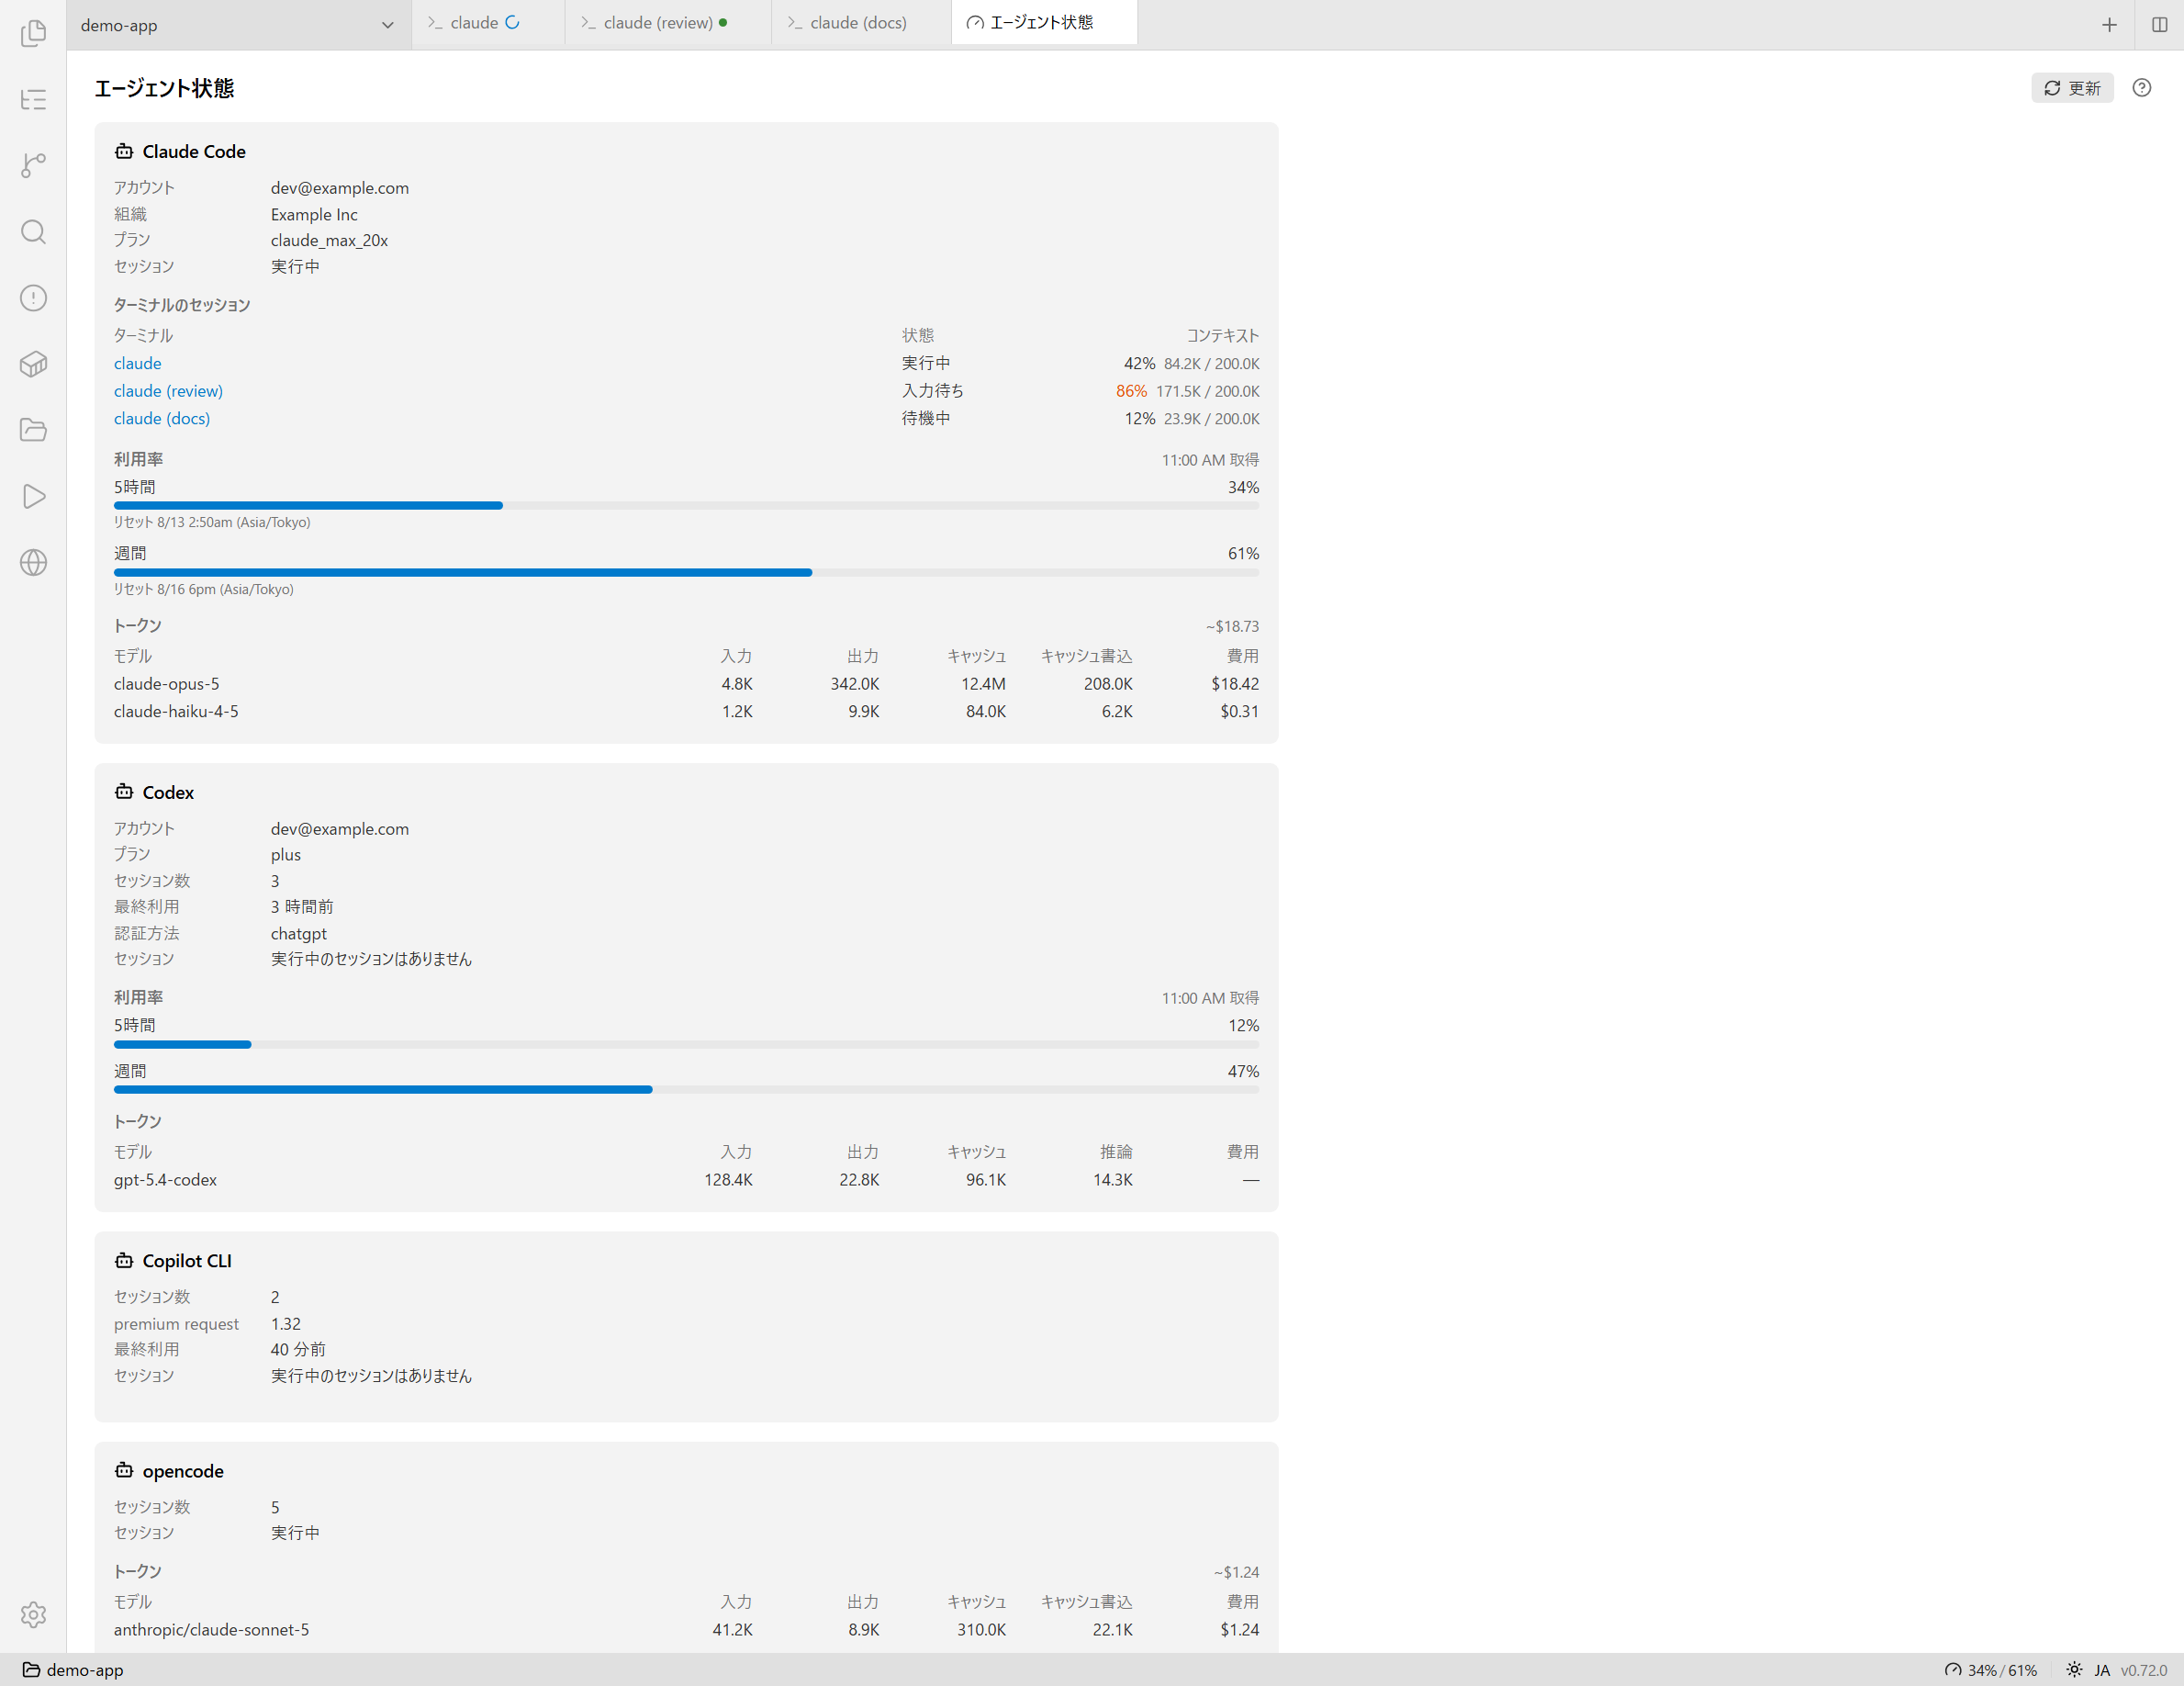 demo-app
claude
claude (review)
claude (docs)
エージェント状態
エージェント状態
更新
Claude Code
アカウント dev@example.com
組織 Example Inc
プラン claude_max_20x
セッション 実行中
ターミナルのセッション
ターミナル 状態 コンテキスト
claude 実行中 42% 84.2K / 200.0K
claude (review) 入力待ち 86% 171.5K / 200.0K
claude (docs) 待機中 12% 23.9K / 200.0K
利用率 11:00 AM 取得
5時間 34%
リセット 8/13 2:50am (Asia/Tokyo)
週間 61%
リセット 8/16 6pm (Asia/Tokyo)
トークン ~$18.73
モデル 入力 出力 キャッシュ キャッシュ書込 費用
claude-opus-5 4.8K 342.0K 12.4M 208.0K $18.42
claude-haiku-4-5 1.2K 9.9K 84.0K 6.2K $0.31
Codex
アカウント dev@example.com
プラン plus
セッション数 3
最終利用 3 時間前
認証方法 chatgpt
セッション 実行中のセッションはありません
利用率 11:00 AM 取得
5時間 12%
週間 47%
トークン
モデル 入力 出力 キャッシュ 推論 費用
gpt-5.4-codex 128.4K 22.8K 96.1K 14.3K —
Copilot CLI
セッション数 2
premium request 1.32
最終利用 40 分前
セッション 実行中のセッションはありません
opencode
セッション数 5
セッション 実行中
トークン ~$1.24
モデル 入力 出力 キャッシュ キャッシュ書込 費用
anthropic/claude-sonnet-5 41.2K 8.9K 310.0K 22.1K $1.24
demo-app 34% / 61% JA v0.72.0